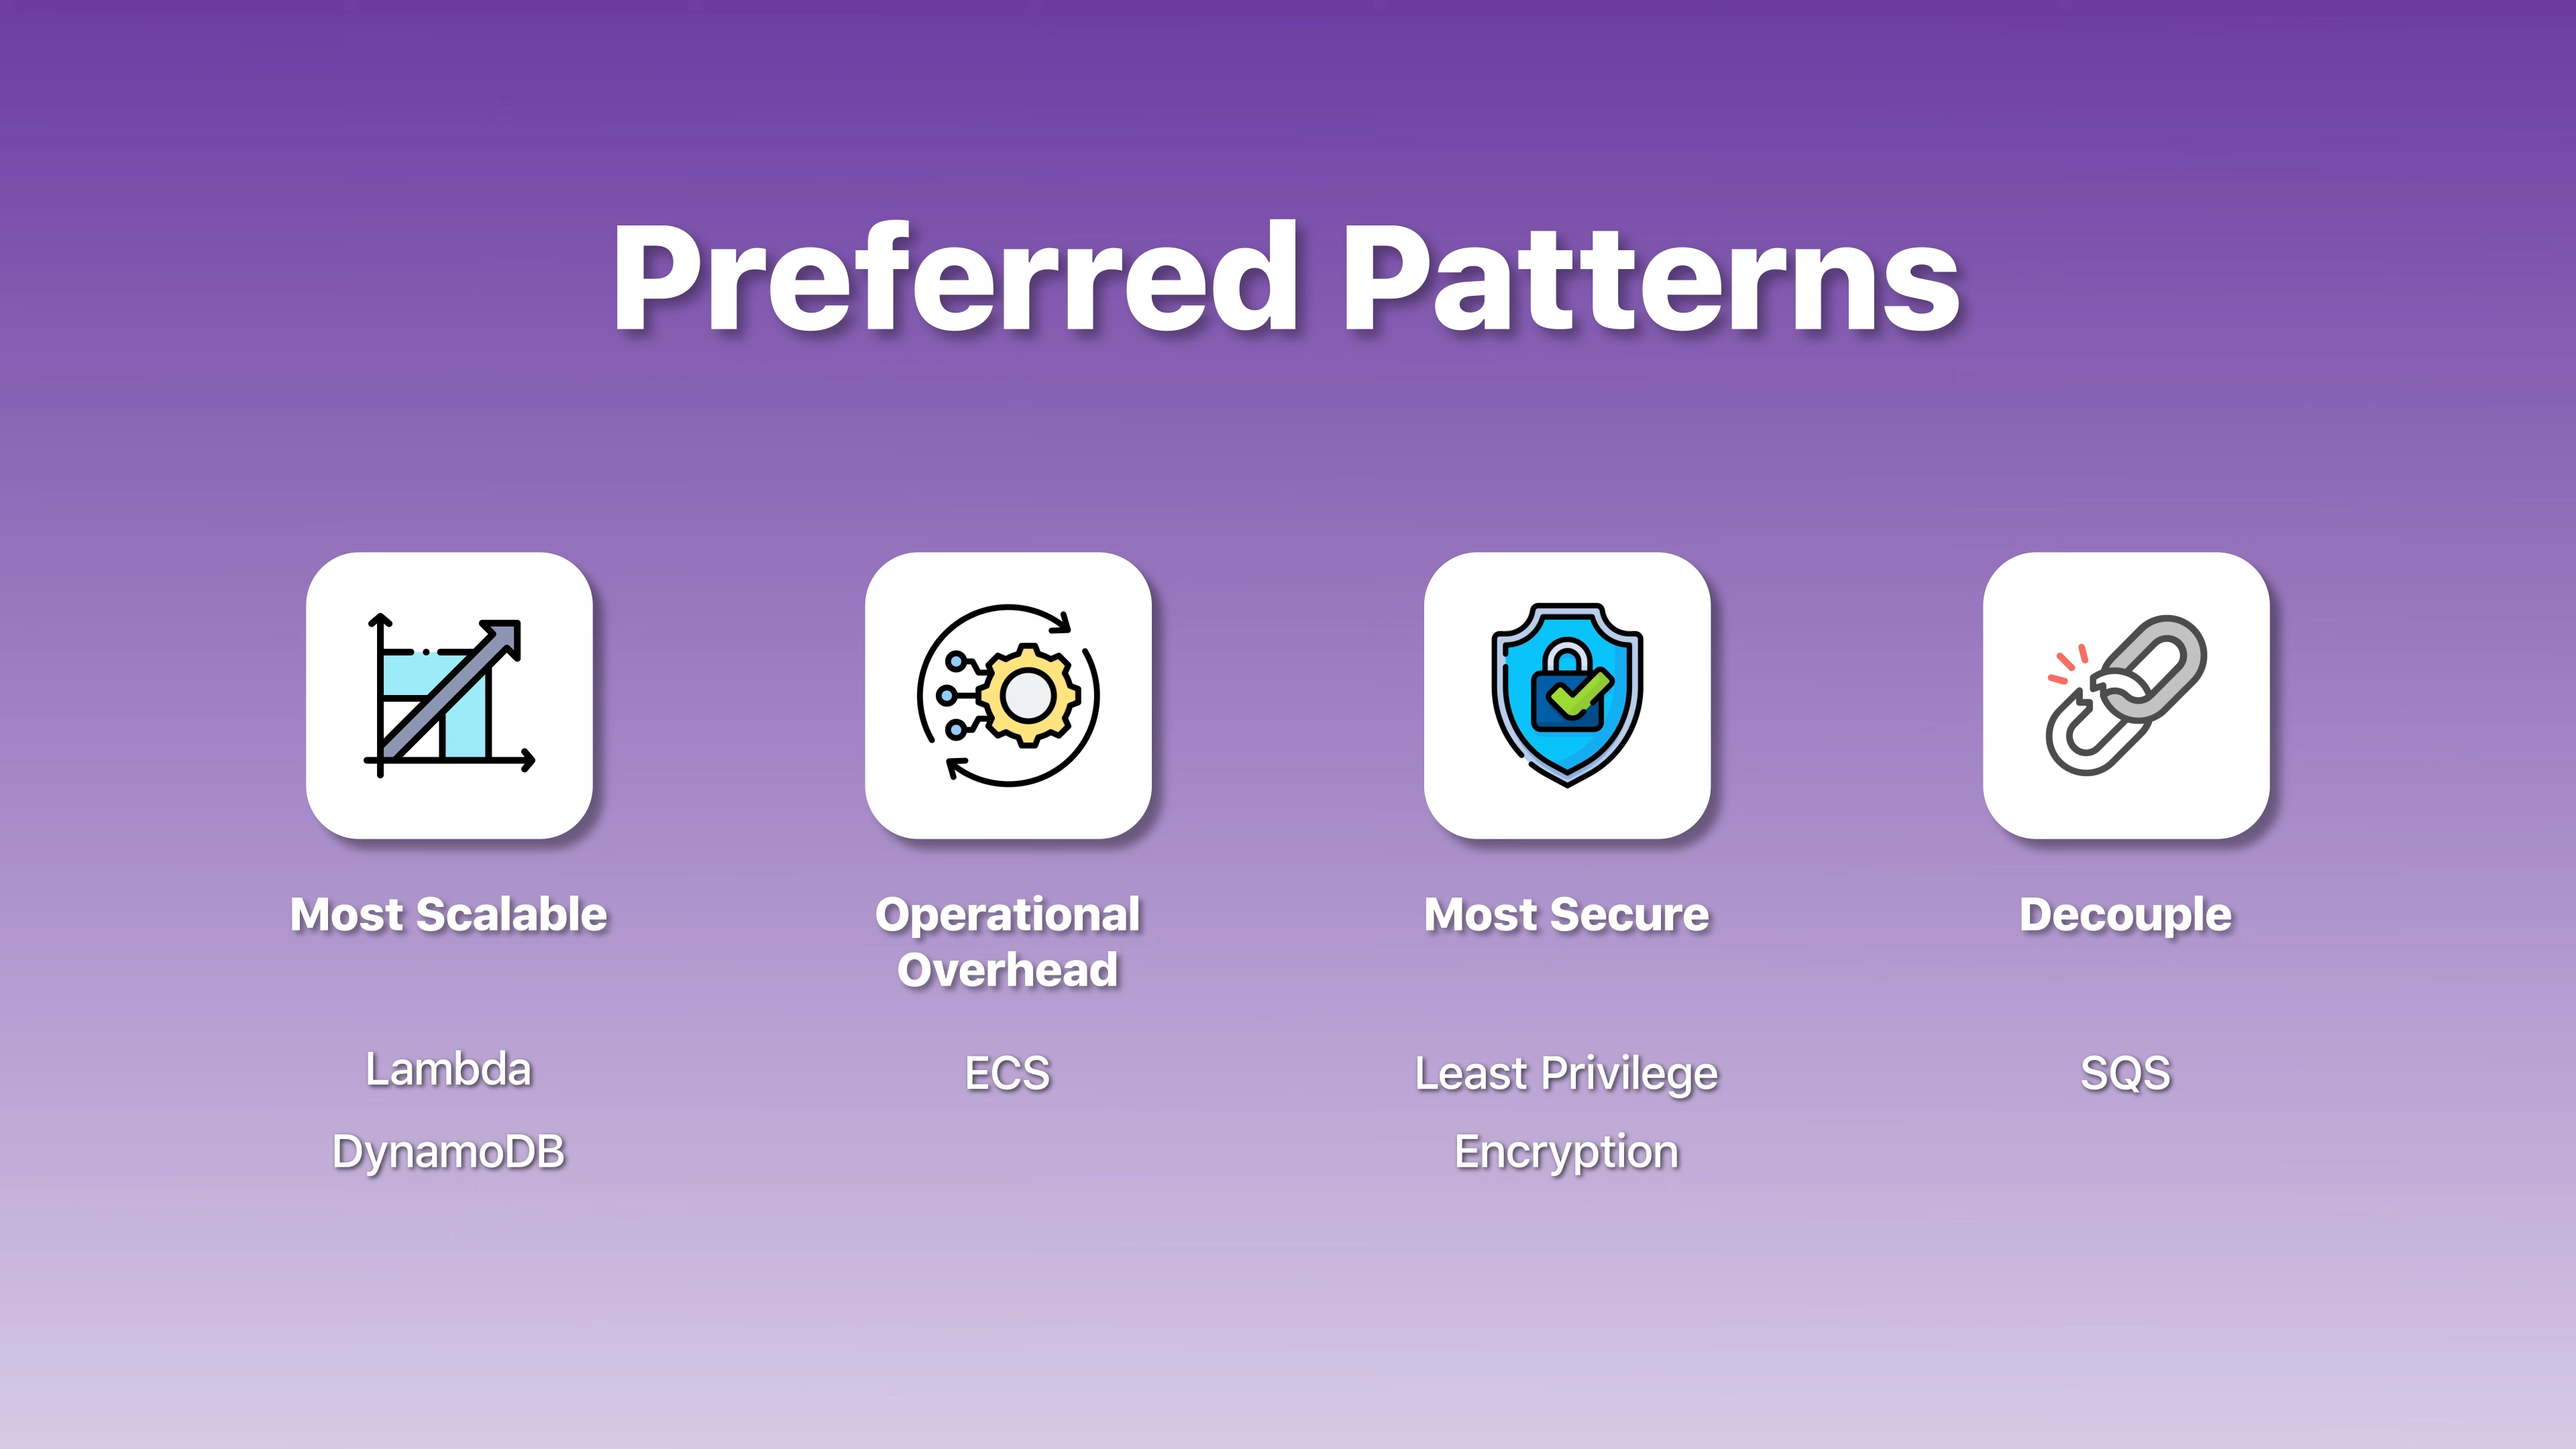 Preferred Patterns
Most Scalable
Lambda
DynamoDB
Operational
Overhead
ECS
Most Secure
Least Privilege
Encryption
Decouple
SQS